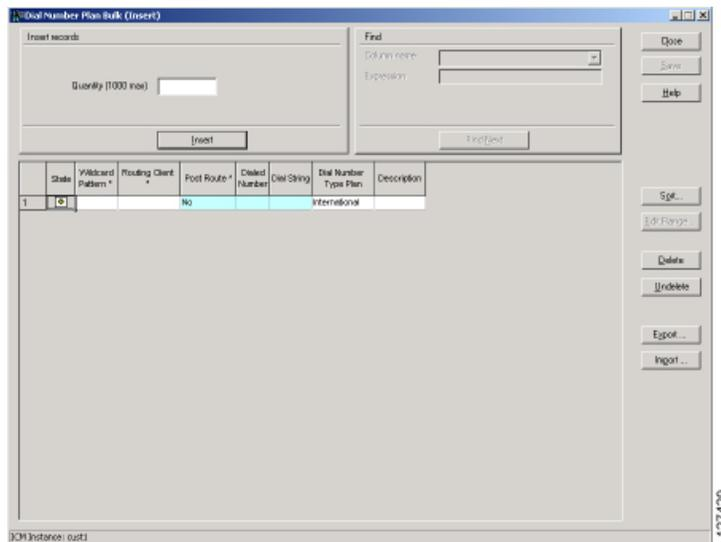 Dial Number Plan Bulk (Insert)
Insert records
Quantity (1000 max)
Insert
Find
Column name
Expression
Find Next
Close
Save
Help
State
Wildcard Pattern *
Routing Client *
Post Route *
Dialed Number
Dial String
Dial Number Type Plan
Description
1
No
International
Sort...
Edit Range...
Delete
Undelete
Export ...
Import ...
ICM Instance: cust1